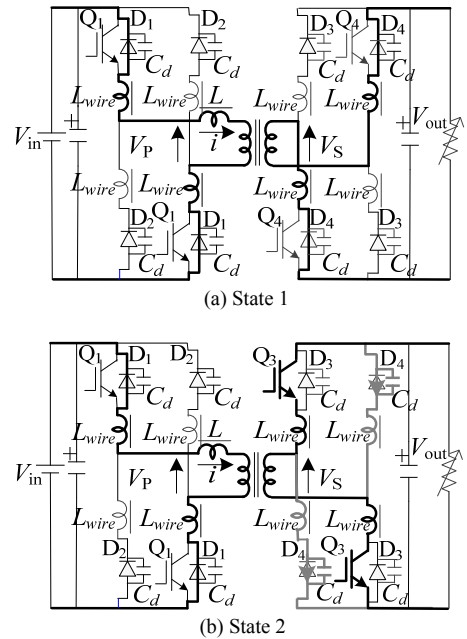 Q1 D1 D2 D3 Q4 D4
Cd Cd Cd Cd
Lwire Lwire L Lwire Lwire
Vin + VP i VS + Vout
Lwire Lwire Lwire Lwire
D2 Q1 D1 Q4 D4 D3
Cd Cd Cd Cd
(a) State 1
Q1 D1 D2 Q3 D3 D4
Cd Cd Cd Cd
Lwire Lwire L Lwire Lwire
Vin + VP i VS + Vout
Lwire Lwire Lwire Lwire
D2 Q1 D1 D4 Q3 D3
Cd Cd Cd Cd
(b) State 2